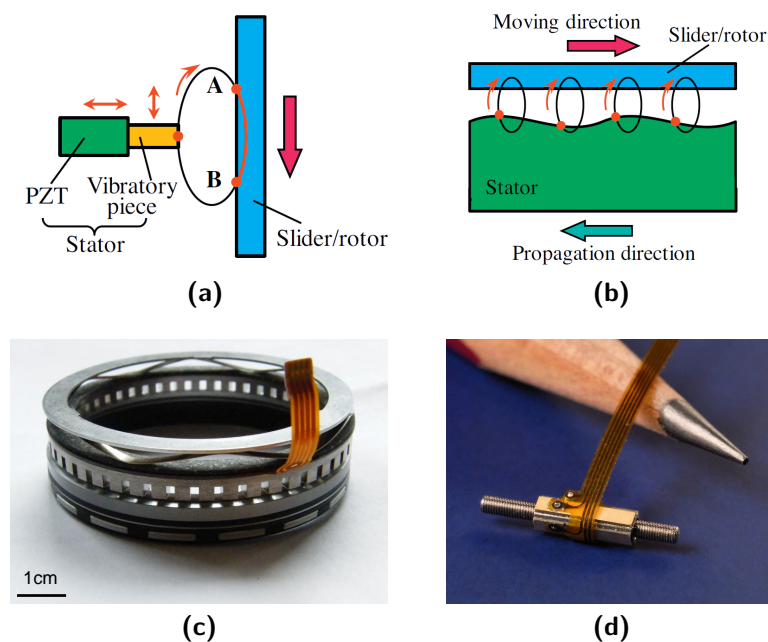 A
B
PZT
Vibratory
piece
Stator
Slider/rotor
(a)
Moving direction
Slider/rotor
Stator
Propagation direction
(b)
1cm
(c)
(d)